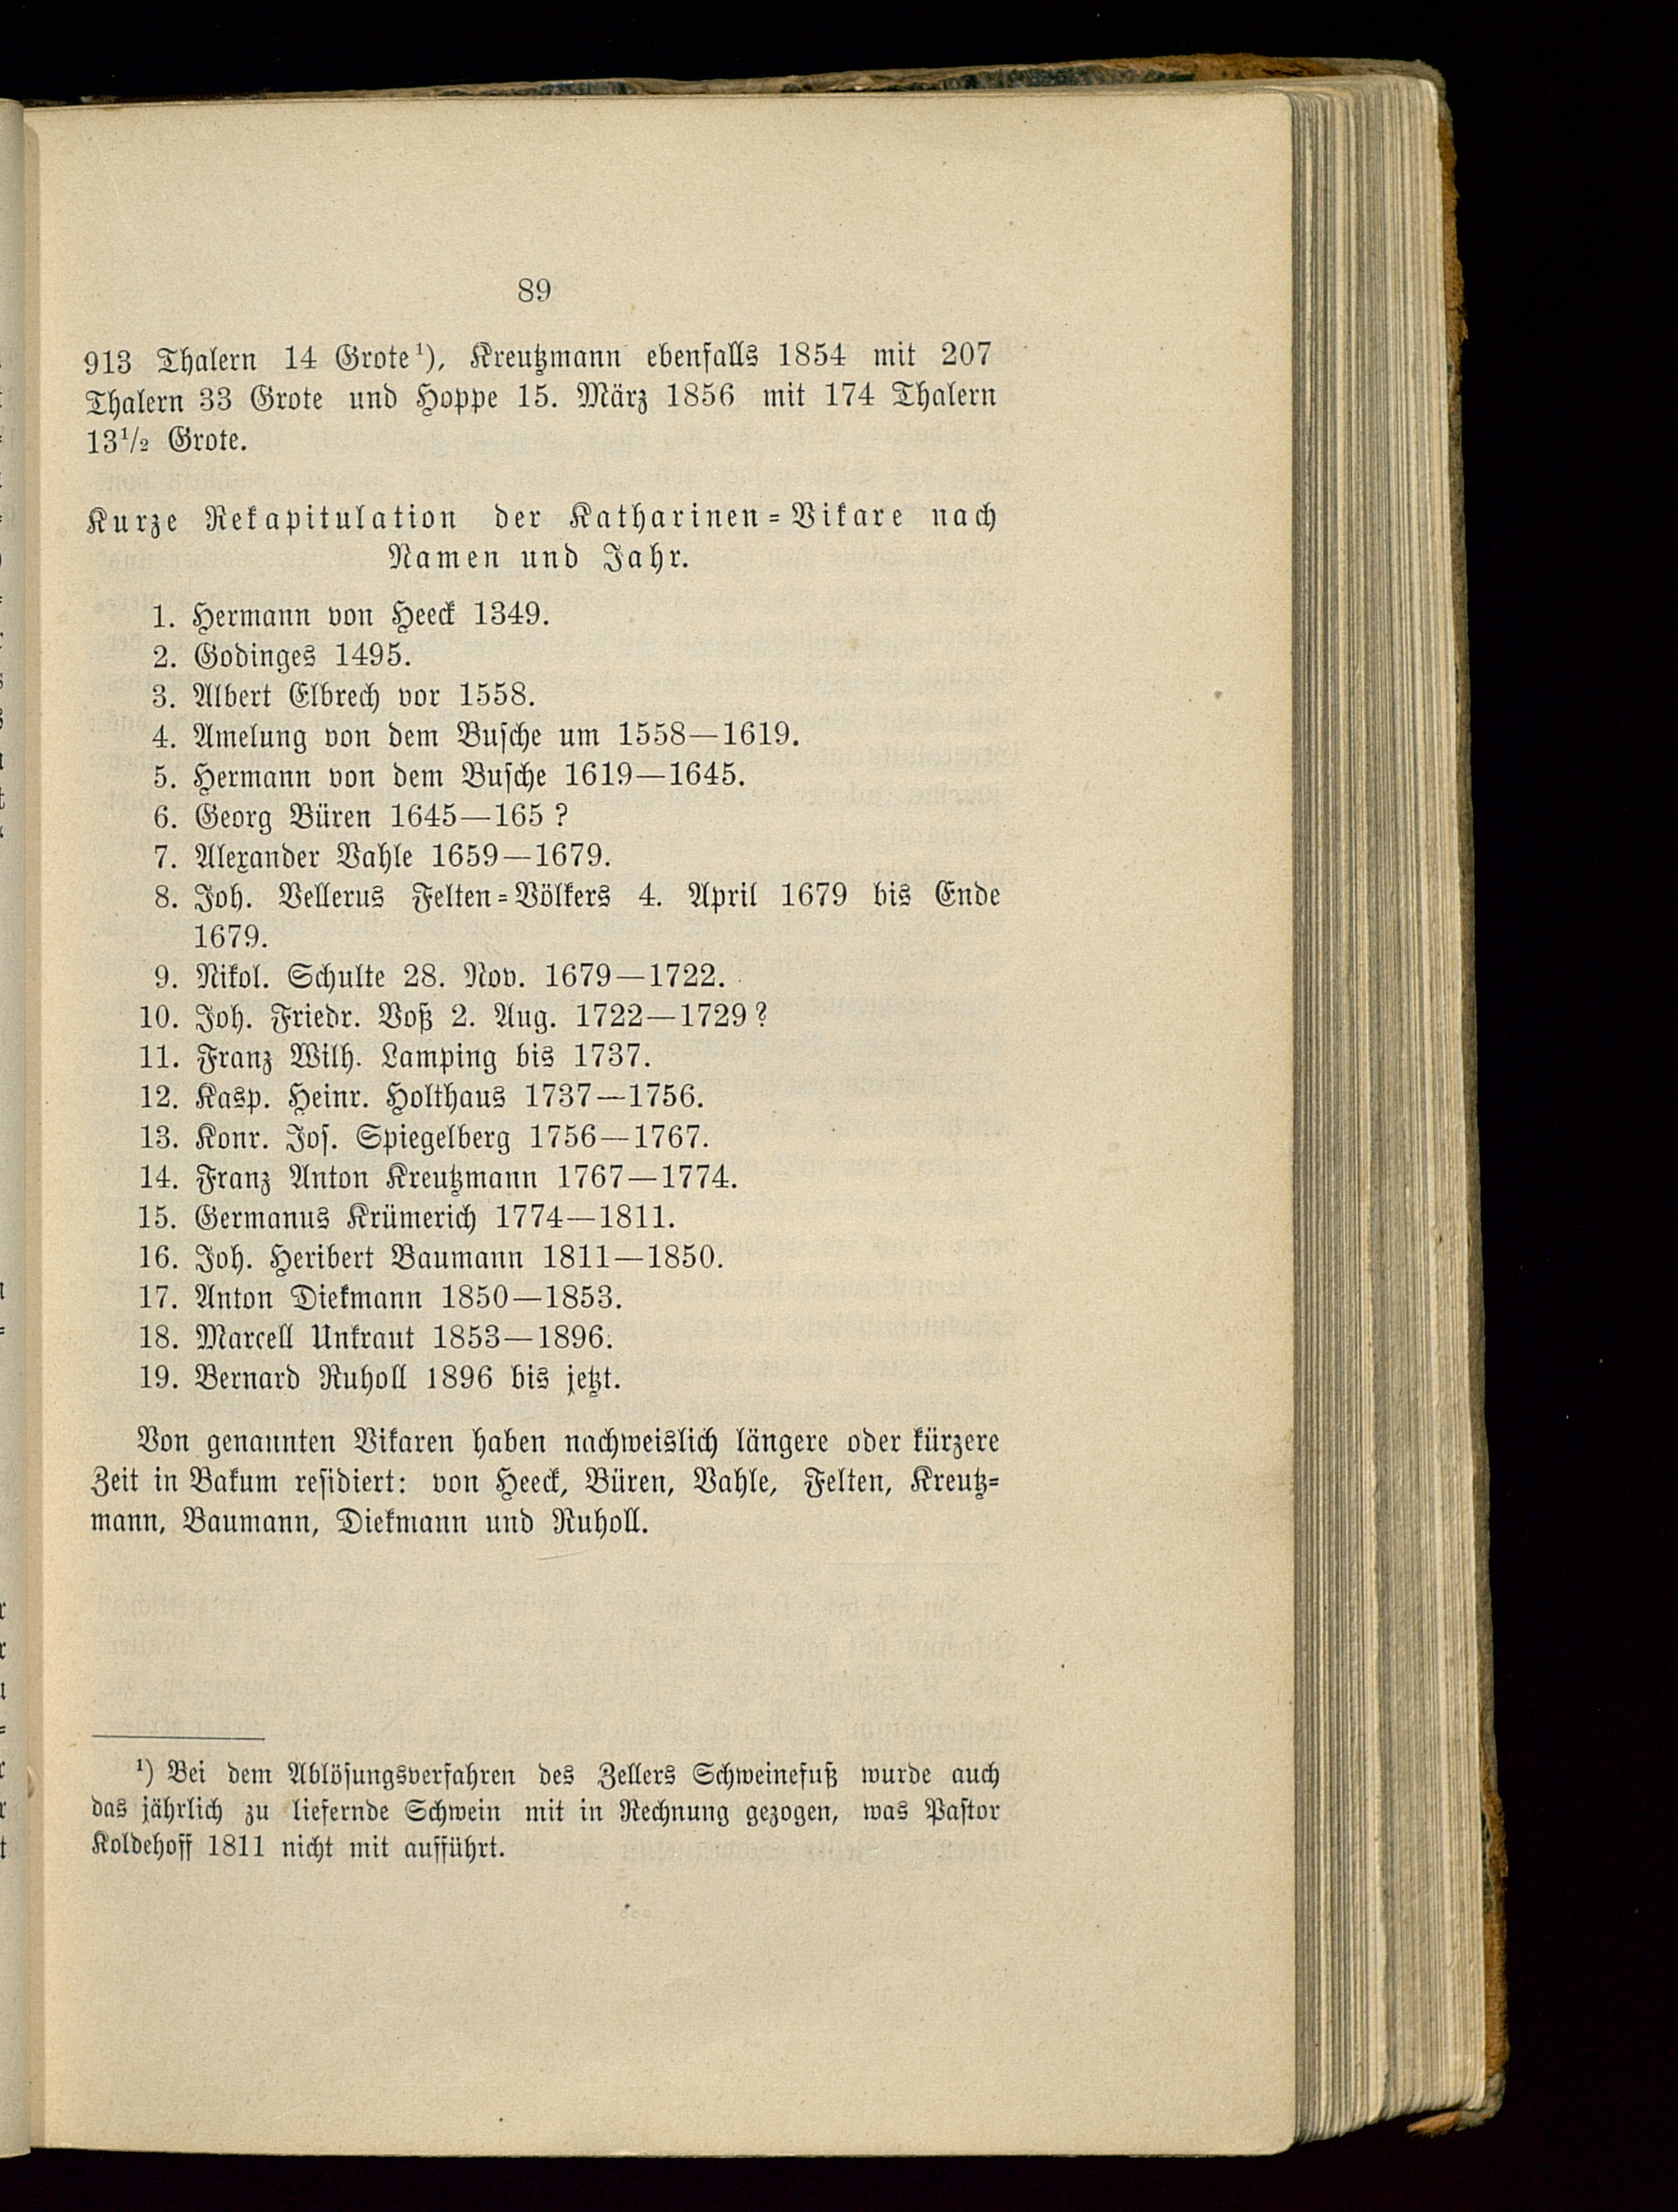 89
913 Thalern 14 Grote¹), Kreutzmann ebenfalls 1854 mit 207
Thalern 33 Grote und Hoppe 15. März 1856 mit 174 Thalern
13¹/₂ Grote.
Kurze Rekapitulation der Katharinen-Vikare nach
Namen und Jahr.
1. Hermann von Heeck 1349.
2. Godinges 1495.
3. Albert Elbrech vor 1558.
4. Amelung von dem Busche um 1558—1619.
5. Hermann von dem Busche 1619—1645.
6. Georg Büren 1645—165 ?
7. Alexander Vahle 1659—1679.
8. Joh. Vellerus Felten-Völkers 4. April 1679 bis Ende
1679.
9. Nikol. Schulte 28. Nov. 1679—1722.
10. Joh. Friedr. Voß 2. Aug. 1722—1729 ?
11. Franz Wilh. Lamping bis 1737.
12. Kasp. Heinr. Holthaus 1737—1756.
13. Konr. Jos. Spiegelberg 1756—1767.
14. Franz Anton Kreutzmann 1767—1774.
15. Germanus Krümerich 1774—1811.
16. Joh. Heribert Baumann 1811—1850.
17. Anton Diekmann 1850—1853.
18. Marcell Unkraut 1853—1896.
19. Bernard Ruholl 1896 bis jetzt.
Von genannten Vikaren haben nachweislich längere oder kürzere
Zeit in Bakum residiert: von Heeck, Büren, Vahle, Felten, Kreutz-
mann, Baumann, Diekmann und Ruholl.
¹) Bei dem Ablösungsverfahren des Zellers Schweinefuß wurde auch
das jährlich zu liefernde Schwein mit in Rechnung gezogen, was Pastor
Koldehoff 1811 nicht mit aufführt.